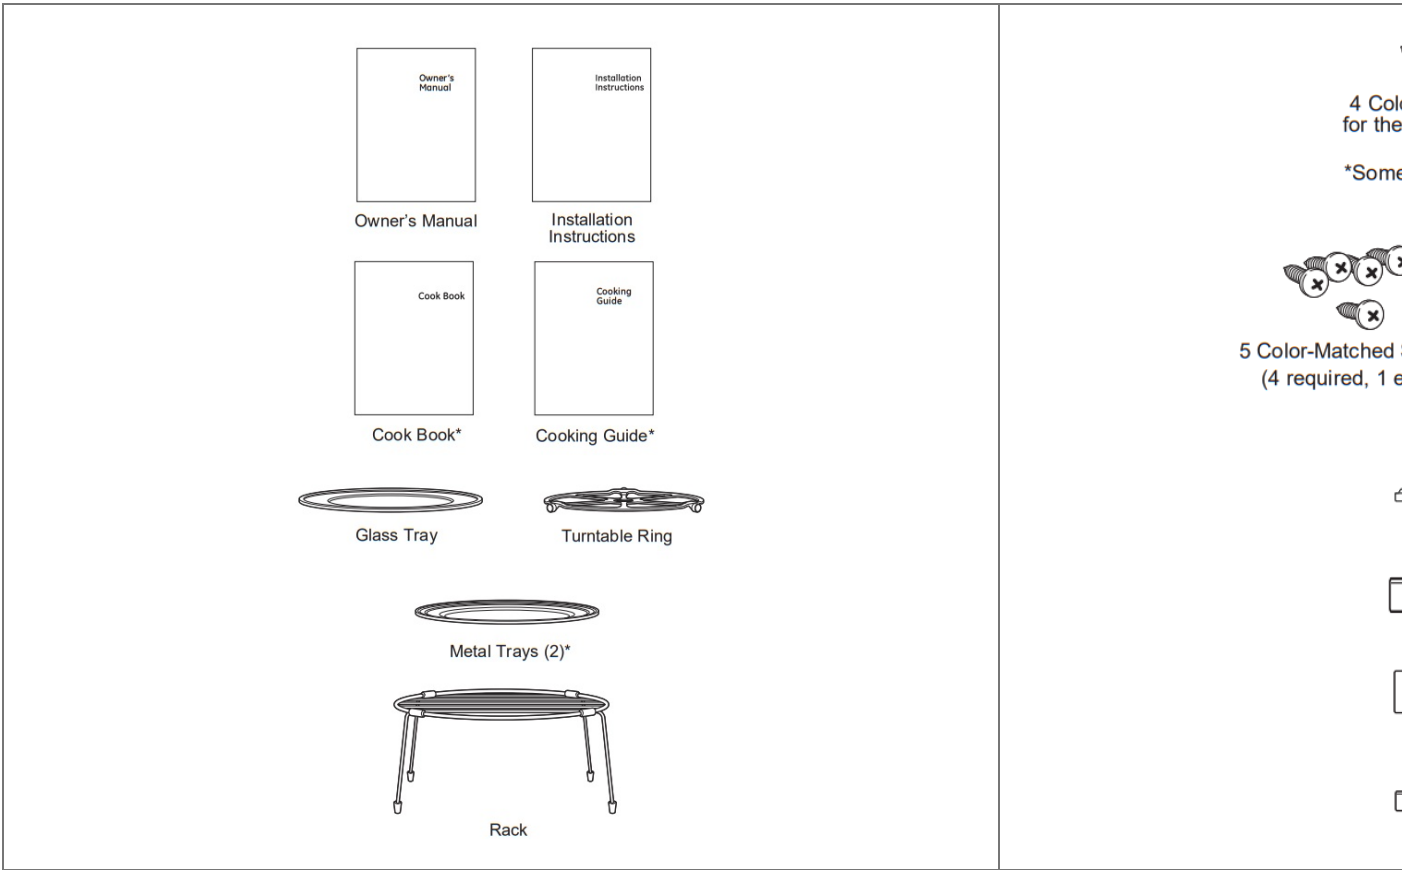 Owner's
Manual
Installation
Instructions
Owner's Manual
Installation
Instructions
Cook Book
Cooking
Guide
Cook Book*
Cooking Guide*
Glass Tray
Turntable Ring
Metal Trays (2)*
Rack
4
for the
*Some
5 Color-Matched
(4 required, 1